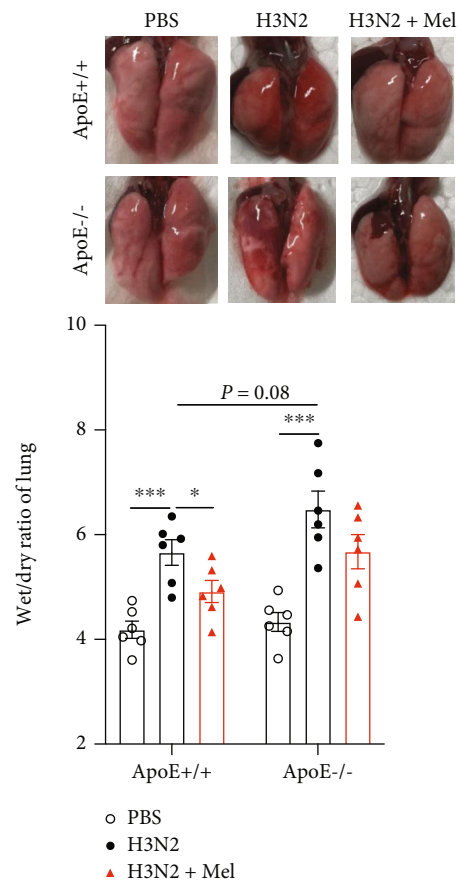 PBS H3N2 H3N2 + Mel
ApoE+/+
ApoE-/-
10
8
6
4
2
Wet/dry ratio of lung
P = 0.08
***
*** *
ApoE+/+ ApoE-/-
PBS
H3N2
H3N2 + Mel